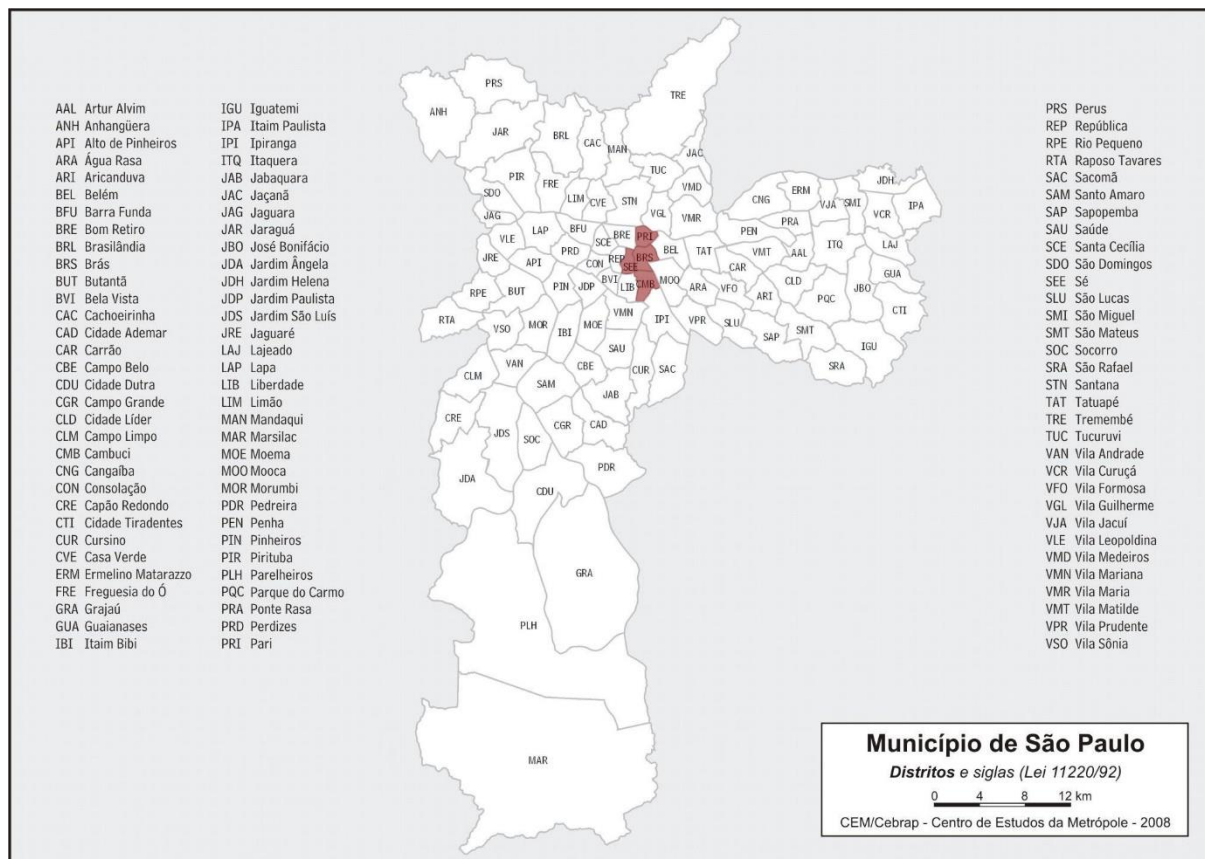 AAL Artur Alvim
ANH Anhangüera
API Alto de Pinheiros
ARA Água Rasa
ARI Aricanduva
BEL Belém
BFU Barra Funda
BRE Bom Retiro
BRL Brasilândia
BRS Brás
BUT Butantã
BVI Bela Vista
CAC Cachoeirinha
CAD Cidade Ademar
CAR Carrão
CBE Campo Belo
CDU Cidade Dutra
CGR Campo Grande
CLD Cidade Líder
CLM Campo Limpo
CMB Cambuci
CNG Cangaíba
CON Consolação
CRE Capão Redondo
CTI Cidade Tiradentes
CUR Cursino
CVE Casa Verde
ERM Ermelino Matarazzo
FRE Freguesia do Ó
GRA Grajaú
GUA Guaianases
IBI Itaim Bibi
IGU Iguatemi
IPA Itaim Paulista
IPI Ipiranga
ITQ Itaquera
JAB Jabaquara
JAC Jaçanã
JAG Jaguara
JAR Jaraguá
JBO José Bonifácio
JDA Jardim Ângela
JDH Jardim Helena
JDP Jardim Paulista
JDS Jardim São Luís
JRE Jaguaré
LAJ Lajeado
LAP Lapa
LIB Liberdade
LIM Limão
MAN Mandaqui
MAR Marsilac
MOE Moema
MOO Mooca
MOR Morumbi
PDR Pedreira
PEN Penha
PIN Pinheiros
PIR Pirituba
PLH Parelheiros
PQC Parque do Carmo
PRA Ponte Rasa
PRD Perdizes
PRI Pari
PRS
TRE
ANH
JAR
BRL
CAC
MAN
JAC
TUC
PIR
FRE
SDO
LIM
CVE
STN
VMD
CNG
ERM
VJA
SMI
JDH
VCR
IPA
JAG
VGL
VMR
PRA
VLE
LAP
BFU
BRE
PRI
PEN
SCE
PRD
BEL
TAT
VMT
AAL
ITQ
LAJ
JRE
API
CON
REP
SEE
BRS
CAR
CLD
GUA
RPE
BUT
PIN
JDP
BVI
LIB
CMB
MOO
ARA
VFO
ARI
PQC
JBO
CTI
RTA
VSO
MOR
IBI
MOE
VMN
IPI
VPR
SLU
SAP
SMT
IGU
SAU
VAN
CBE
CUR
SAC
SRA
CLM
SAM
JAB
CRE
JDS
SOC
CGR
CAD
JDA
PDR
CDU
GRA
PLH
MAR
PRS Perus
REP República
RPE Rio Pequeno
RTA Raposo Tavares
SAC Sacomã
SAM Santo Amaro
SAP Sapopemba
SAU Saúde
SCE Santa Cecília
SDO São Domingos
SEE Sé
SLU São Lucas
SMI São Miguel
SMT São Mateus
SOC Socorro
SRA São Rafael
STN Santana
TAT Tatuapé
TRE Tremembé
TUC Tucuruvi
VAN Vila Andrade
VCR Vila Curuçá
VFO Vila Formosa
VGL Vila Guilherme
VJA Vila Jacuí
VLE Vila Leopoldina
VMD Vila Medeiros
VMN Vila Mariana
VMR Vila Maria
VMT Vila Matilde
VPR Vila Prudente
VSO Vila Sônia
Município de São Paulo
Distritos e siglas (Lei 11220/92)
0 4 8 12 km
CEM/Cebrap - Centro de Estudos da Metrópole - 2008